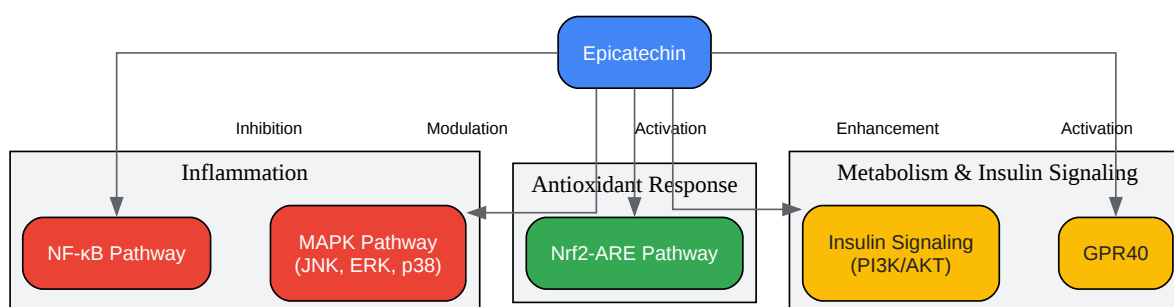 Epicatechin
Inhibition
Modulation
Activation
Enhancement
Activation
Inflammation
Antioxidant Response
Metabolism & Insulin Signaling
NF-κB Pathway
MAPK Pathway
(JNK, ERK, p38)
Nrf2-ARE Pathway
Insulin Signaling
(PI3K/AKT)
GPR40